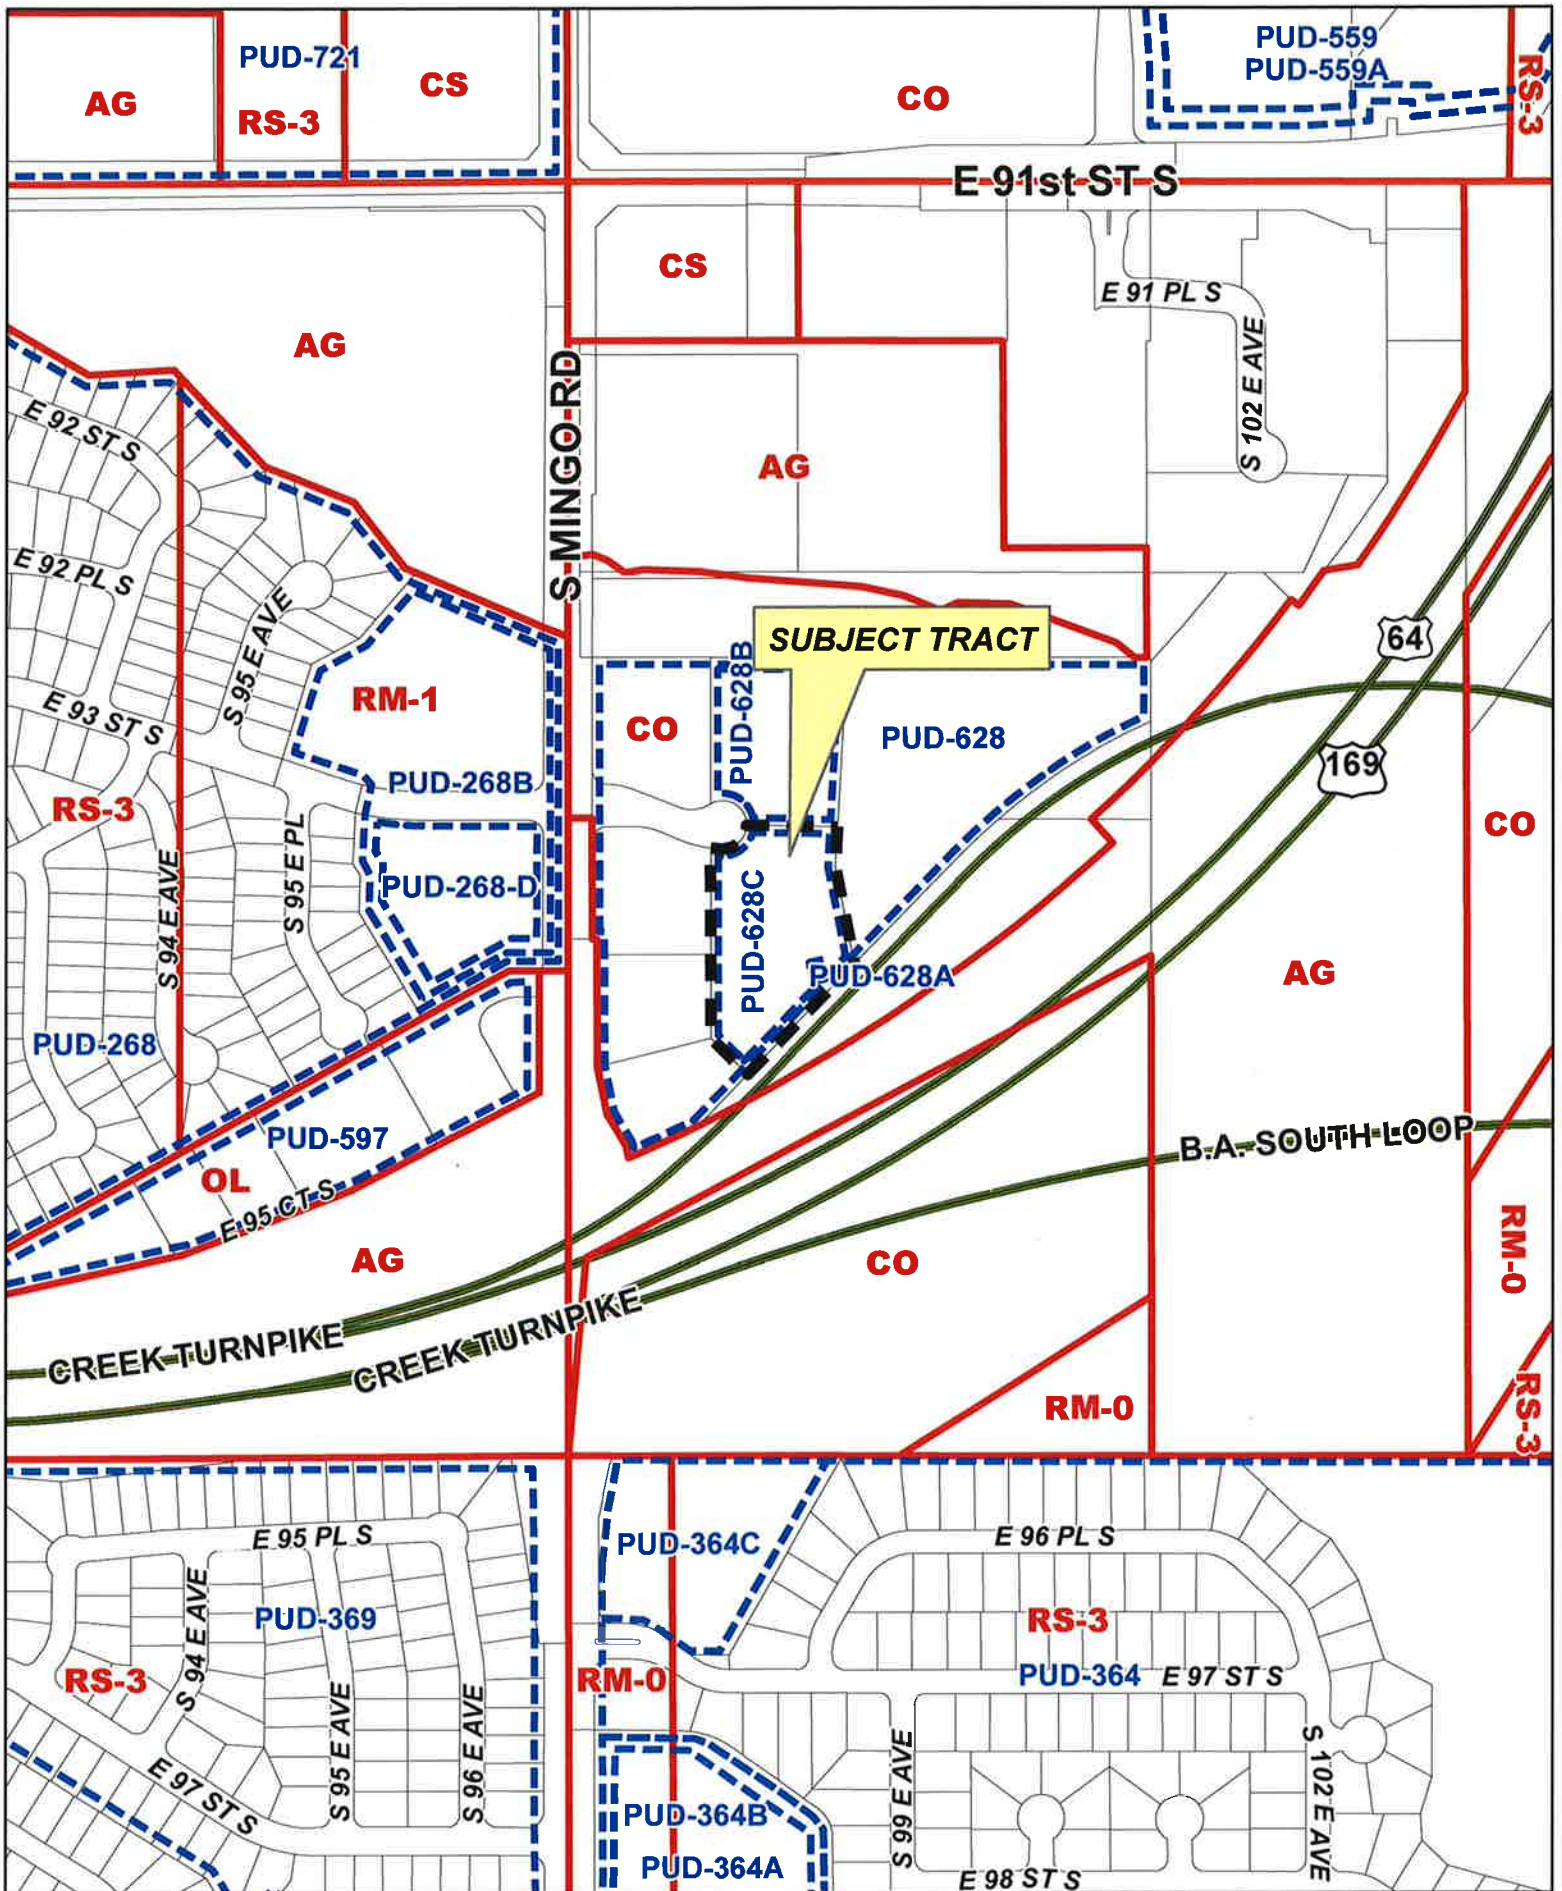 PUD-721
AG
RS-3
CS
CO
PUD-559
PUD-559A
RS-3
E 91st ST S
CS
E 91 PL S
S 102 E AVE
AG
S MINGO RD
AG
E 92 ST S
E 92 PL S
S 95 E AVE
E 93 ST S
RM-1
SUBJECT TRACT
64
169
CO
PUD-628B
PUD-628
PUD-268B
RS-3
S 95 E PL
CO
S 94 E AVE
PUD-268-D
PUD-628C
PUD-628A
AG
PUD-268
PUD-597
B.A. SOUTH LOOP
OL
E 95 CT S
AG
CO
RM-0
CREEK TURNPIKE
CREEK TURNPIKE
RM-0
RS-3
E 95 PL S
PUD-364C
E 96 PL S
S 94 E AVE
PUD-369
RS-3
RS-3
RM-0
PUD-364
E 97 ST S
S 95 E AVE
S 96 E AVE
E 97 ST S
S 99 E AVE
S 102 E AVE
PUD-364B
PUD-364A
E 98 ST S